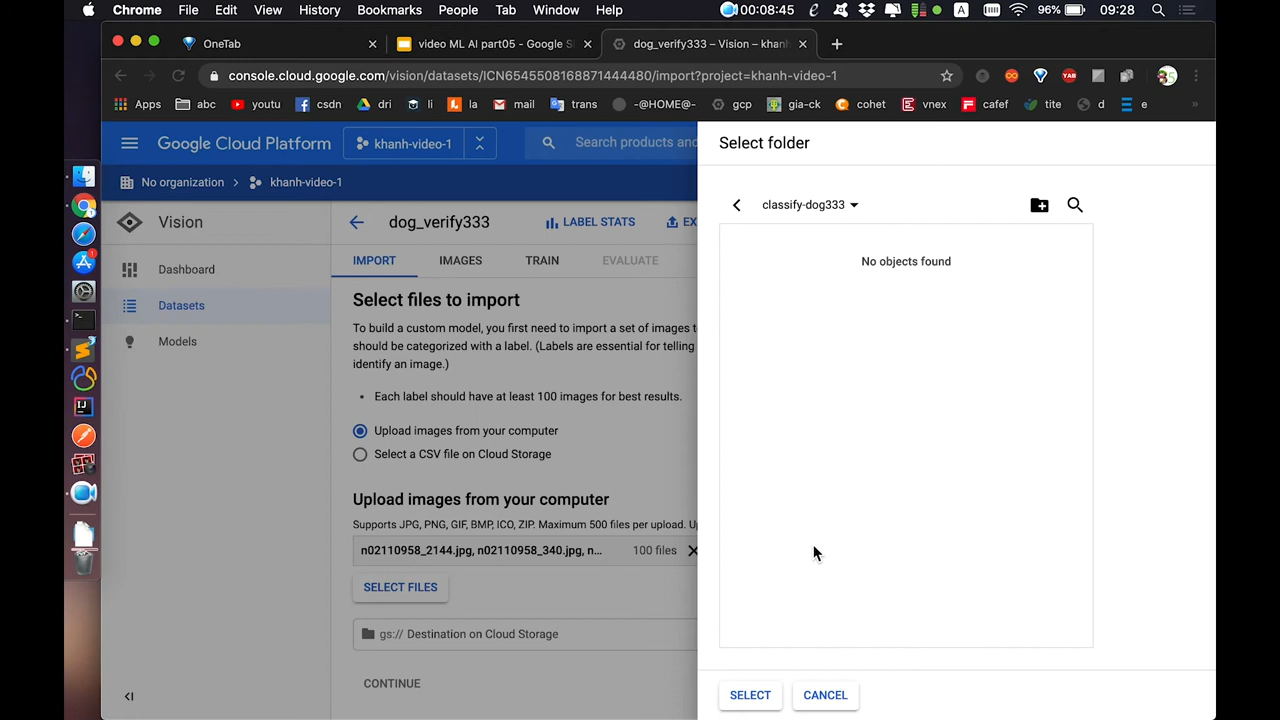 Chrome File Edit View History Bookmarks People Tab Window Help 00:08:45 A 96% 09:28
OneTab
video ML AI part05 - Google S
dog_verify333 – Vision – khanh
console.cloud.google.com/vision/datasets/ICN6545508168871444480/import?project=khanh-video-1
Apps abc youtu csdn dri li la mail trans -@HOME@- gcp gia-ck cohet vnex cafef tite d e »
Google Cloud Platform khanh-video-1 Search products an
No organization > khanh-video-1
Vision
Dashboard
Datasets
Models
dog_verify333 LABEL STATS EX
IMPORT IMAGES TRAIN EVALUATE
Select files to import
To build a custom model, you first need to import a set of images t
should be categorized with a label. (Labels are essential for telling
identify an image.)
• Each label should have at least 100 images for best results.
Upload images from your computer
Select a CSV file on Cloud Storage
Upload images from your computer
Supports JPG, PNG, GIF, BMP, ICO, ZIP. Maximum 500 files per upload. U
n02110958_2144.jpg, n02110958_340.jpg, n... 100 files
SELECT FILES
gs:// Destination on Cloud Storage
CONTINUE
Select folder
classify-dog333
No objects found
SELECT CANCEL